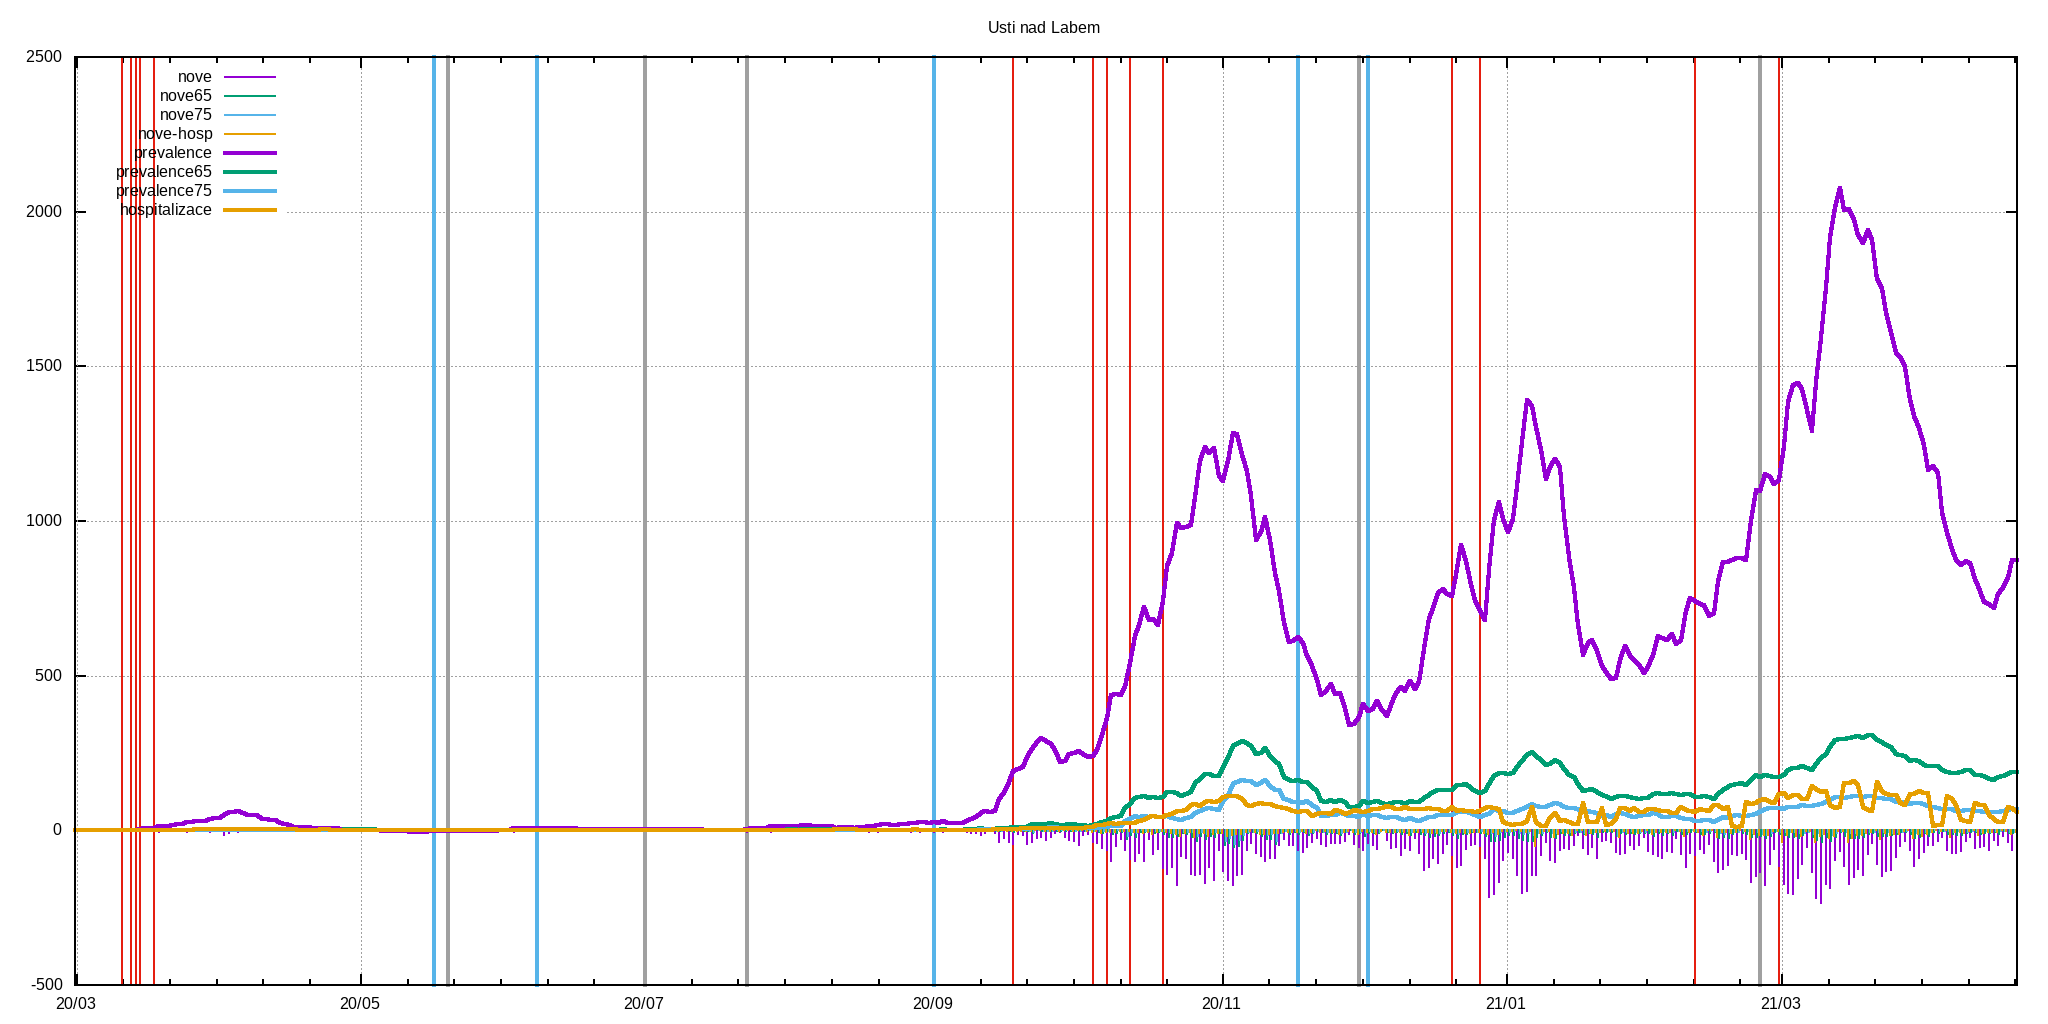 Usti nad Labem
2500
2000
1500
1000
500
0
-500
nove
nove65
nove75
nove-hosp
prevalence
prevalence65
prevalence75
hospitalizace
20/03
20/05
20/07
20/09
20/11
21/01
21/03